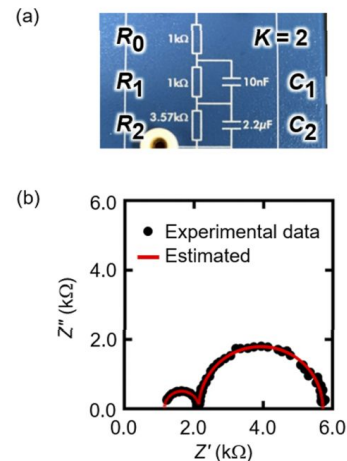 (a)
R0 1kΩ K = 2
R1 1kΩ 10nF C1
R2 3.57kΩ 2.2µF C2
(b)
6.0
4.0
2.0
0.0
Z″ (kΩ)
Experimental data
Estimated
0.0 2.0 4.0 6.0
Z′ (kΩ)